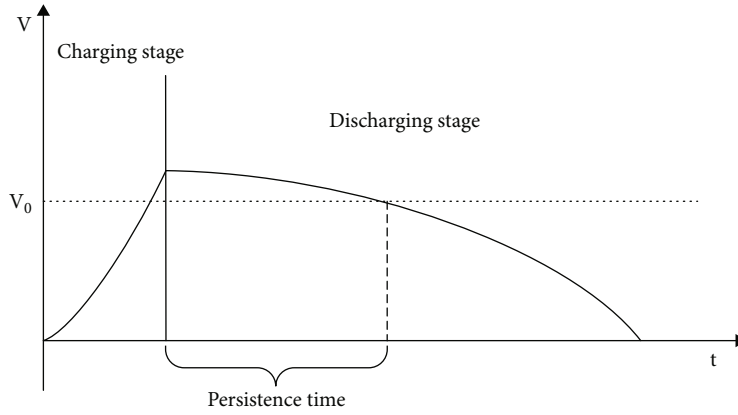 V
Charging stage
Discharging stage
V₀
t
Persistence time